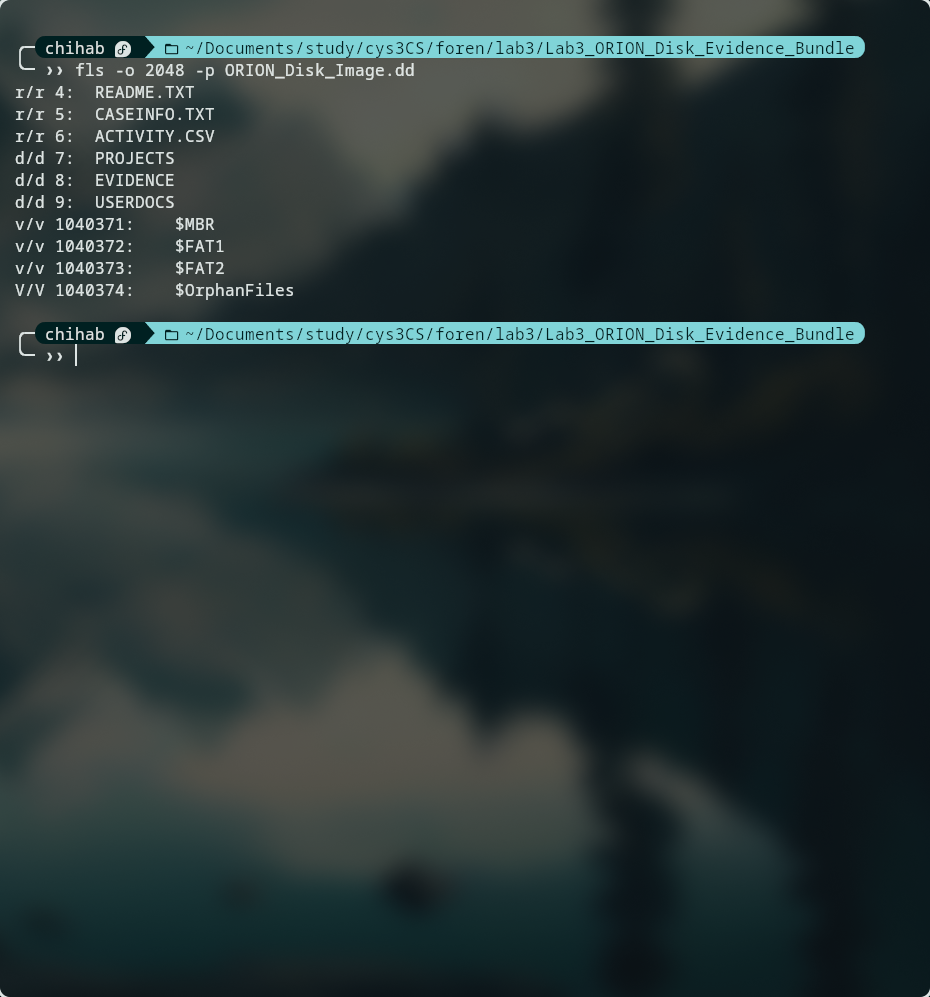 chihab ~/Documents/study/cys3CS/foren/lab3/Lab3_ORION_Disk_Evidence_Bundle
›› fls -o 2048 -p ORION_Disk_Image.dd
r/r 4: README.TXT
r/r 5: CASEINFO.TXT
r/r 6: ACTIVITY.CSV
d/d 7: PROJECTS
d/d 8: EVIDENCE
d/d 9: USERDOCS
v/v 1040371: $MBR
v/v 1040372: $FAT1
v/v 1040373: $FAT2
V/V 1040374: $OrphanFiles
chihab ~/Documents/study/cys3CS/foren/lab3/Lab3_ORION_Disk_Evidence_Bundle
››